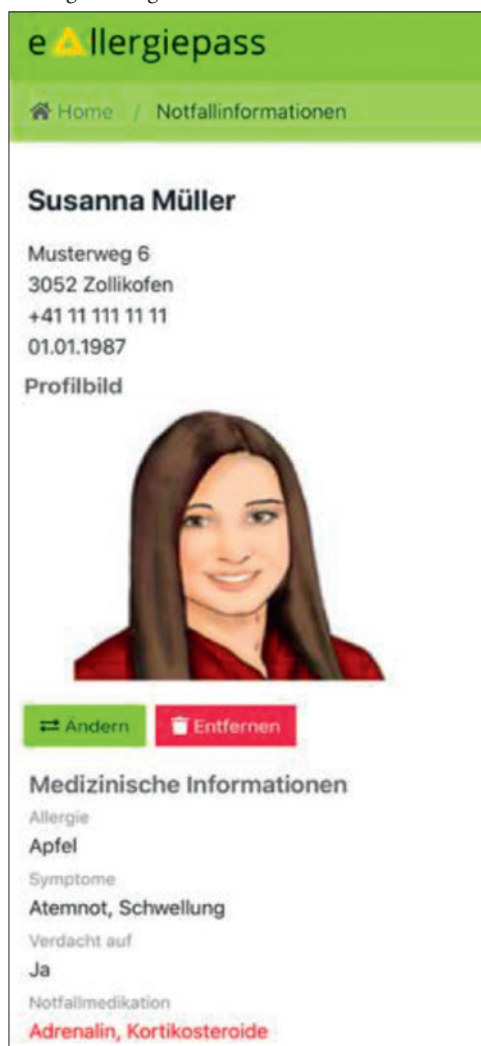 e Allergiepass
Home / Notfallinformationen
Susanna Müller
Musterweg 6
3052 Zollikofen
+41 11 111 11 11
01.01.1987
Profilbild
Ändern Entfernen
Medizinische Informationen
Allergie
Apfel
Symptome
Atemnot, Schwellung
Verdacht auf
Ja
Notfallmedikation
Adrenalin, Kortikosteroide